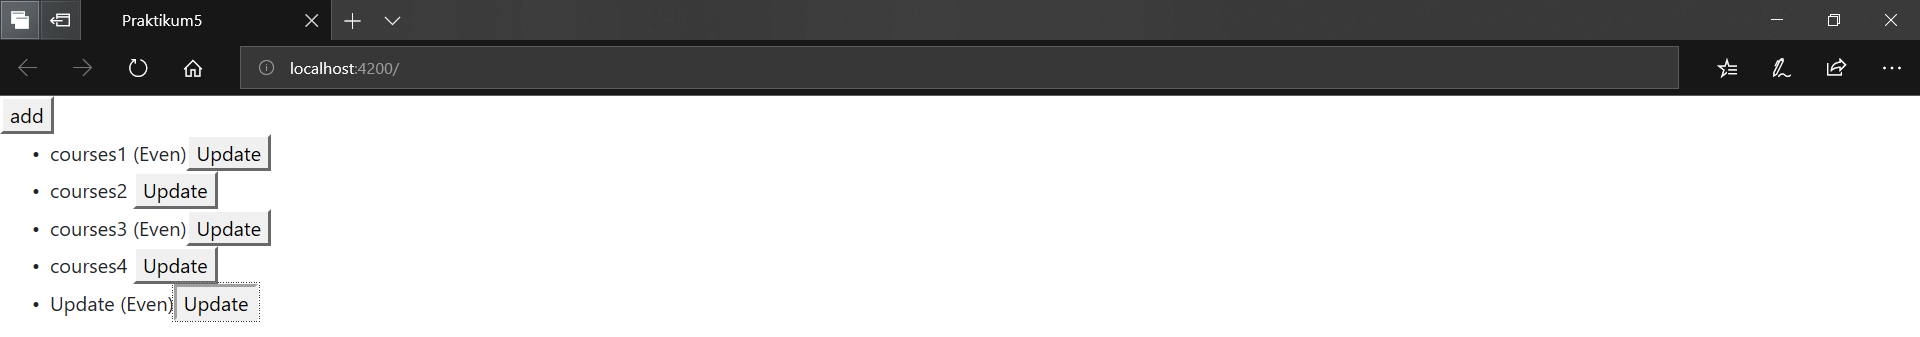 Praktikum5
localhost:4200/
add
• courses1 (Even) Update
• courses2 Update
• courses3 (Even) Update
• courses4 Update
• Update (Even) Update